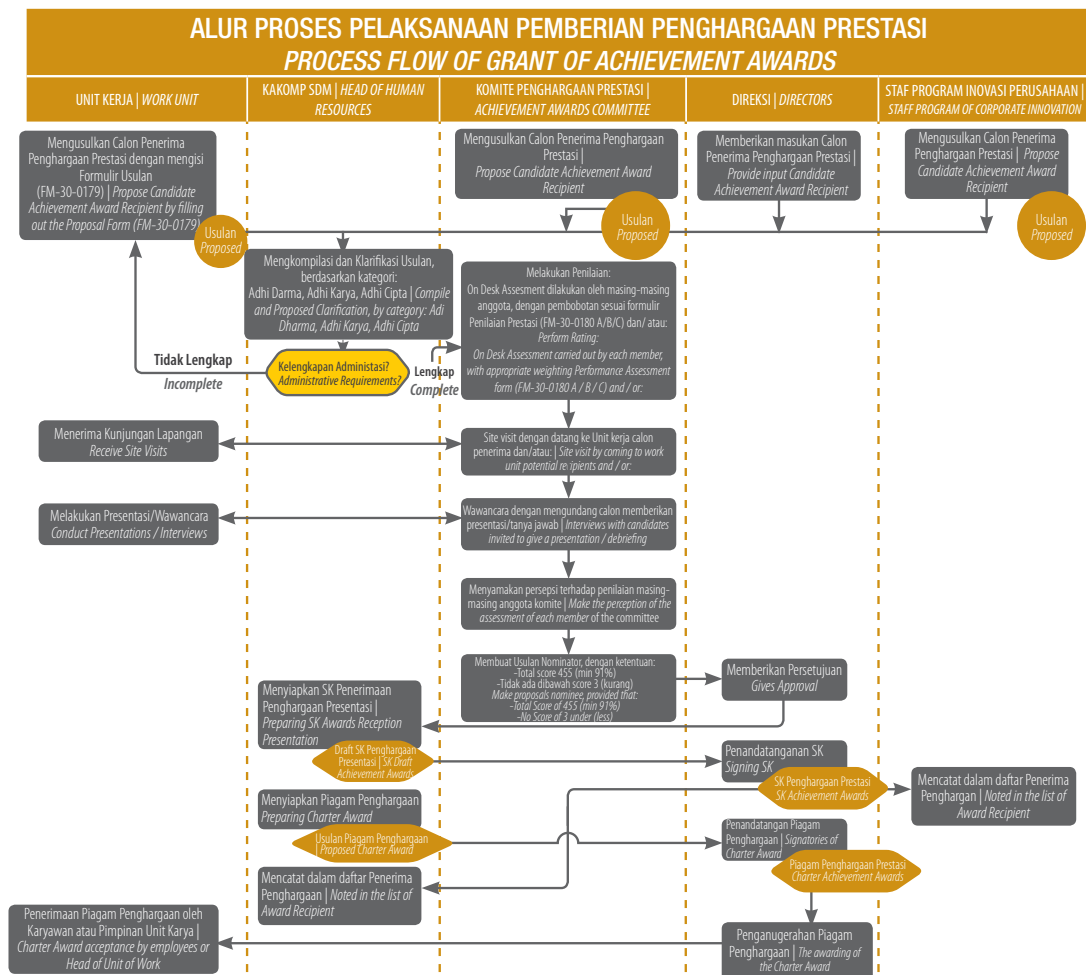 ALUR PROSES PELAKSANAAN PEMBERIAN PENGHARGAAN PRESTASI
PROCESS FLOW OF GRANT OF ACHIEVEMENT AWARDS
UNIT KERJA | WORK UNIT
KAKOMP SDM | HEAD OF HUMAN
RESOURCES
KOMITE PENGHARGAAN PRESTASI |
ACHIEVEMENT AWARDS COMMITTEE
DIREKSI | DIRECTORS
STAF PROGRAM INOVASI PERUSAHAAN |
STAFF PROGRAM OF CORPORATE INNOVATION
Mengusulkan Calon Penerima
Penghargaan Prestasi dengan mengisi
Formulir Usulan
(FM-30-0179) | Propose Candidate
Achievement Award Recipient by filling
out the Proposal Form (FM-30-0179)
Usulan
Proposed
Mengusulkan Calon Penerima Penghargaan
Prestasi |
Propose Candidate Achievement Award
Recipient
Usulan
Proposed
Memberikan masukan Calon
Penerima Penghargaan Prestasi |
Provide input Candidate
Achievement Award Recipient
Mengusulkan Calon Penerima
Penghargaan Prestasi | Propose
Candidate Achievement Award
Recipient
Usulan
Proposed
Mengkompilasi dan Klarifikasi Usulan,
berdasarkan kategori:
Adhi Darma, Adhi Karya, Adhi Cipta | Compile
and Proposed Clarification, by category: Adi
Dharma, Adhi Karya, Adhi Cipta
Melakukan Penilaian:
On Desk Assesment dilakukan oleh masing-masing
anggota, dengan pembobotan sesuai formulir
Penilaian Prestasi (FM-30-0180 A/B/C) dan/ atau:
Perform Rating:
On Desk Assessment carried out by each member,
with appropriate weighting Performance Assessment
form (FM-30-0180 A / B / C) and / or:
Tidak Lengkap
Incomplete
Kelengkapan Administasi?
Administrative Requirements?
Lengkap
Complete
Menerima Kunjungan Lapangan
Receive Site Visits
Site visit dengan datang ke Unit kerja calon
penerima dan/atau: | Site visit by coming to work
unit potential recipients and / or:
Melakukan Presentasi/Wawancara
Conduct Presentations / Interviews
Wawancara dengan mengundang calon memberikan
presentasi/tanya jawab | Interviews with candidates
invited to give a presentation / debriefing
Menyamakan persepsi terhadap penilaian masing-
masing anggota komite | Make the perception of the
assessment of each member of the committee
Membuat Usulan Nominator, dengan ketentuan:
-Total score 455 (min 91%)
-Tidak ada dibawah score 3 (kurang)
Make proposals nominee, provided that:
-Total Score of 455 (min 91%)
-No Score of 3 under (less)
Memberikan Persetujuan
Gives Approval
Menyiapkan SK Penerimaan
Penghargaan Presentasi |
Preparing SK Awards Reception
Presentation
Draft SK Penghargaan
Presentasi | SK Draft
Achievement Awards
Penandatanganan SK
Signing SK
SK Penghargaan Prestasi
SK Achievement Awards
Mencatat dalam daftar Penerima
Penghargan | Noted in the list of
Award Recipient
Menyiapkan Piagam Penghargaan
Preparing Charter Award
Usulan Piagam Penghargaan
| Proposed Charter Award
Penandatangan Piagam
Penghargaan | Signatories of
Charter Award
Piagam Penghargaan Prestasi
Charter Achievement Awards
Mencatat dalam daftar Penerima
Penghargaan | Noted in the list of
Award Recipient
Penerimaan Piagam Penghargaan oleh
Karyawan atau Pimpinan Unit Karya |
Charter Award acceptance by employees or
Head of Unit of Work
Penganugerahan Piagam
Penghargaan | The awarding of
the Charter Award